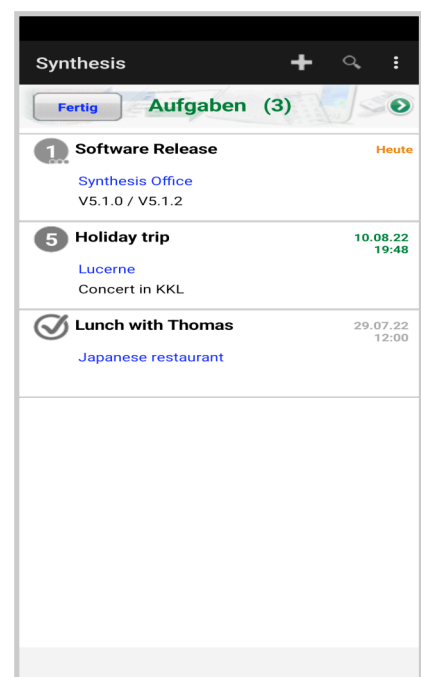 Synthesis
Fertig Aufgaben (3)
1 Software Release Heute
Synthesis Office
V5.1.0 / V5.1.2
5 Holiday trip 10.08.22
19:48
Lucerne
Concert in KKL
Lunch with Thomas 29.07.22
12:00
Japanese restaurant